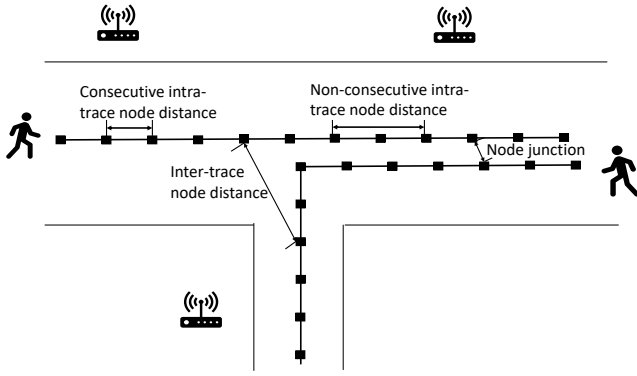 Consecutive intra-
trace node distance
Non-consecutive intra-
trace node distance
Inter-trace
node distance
Node junction